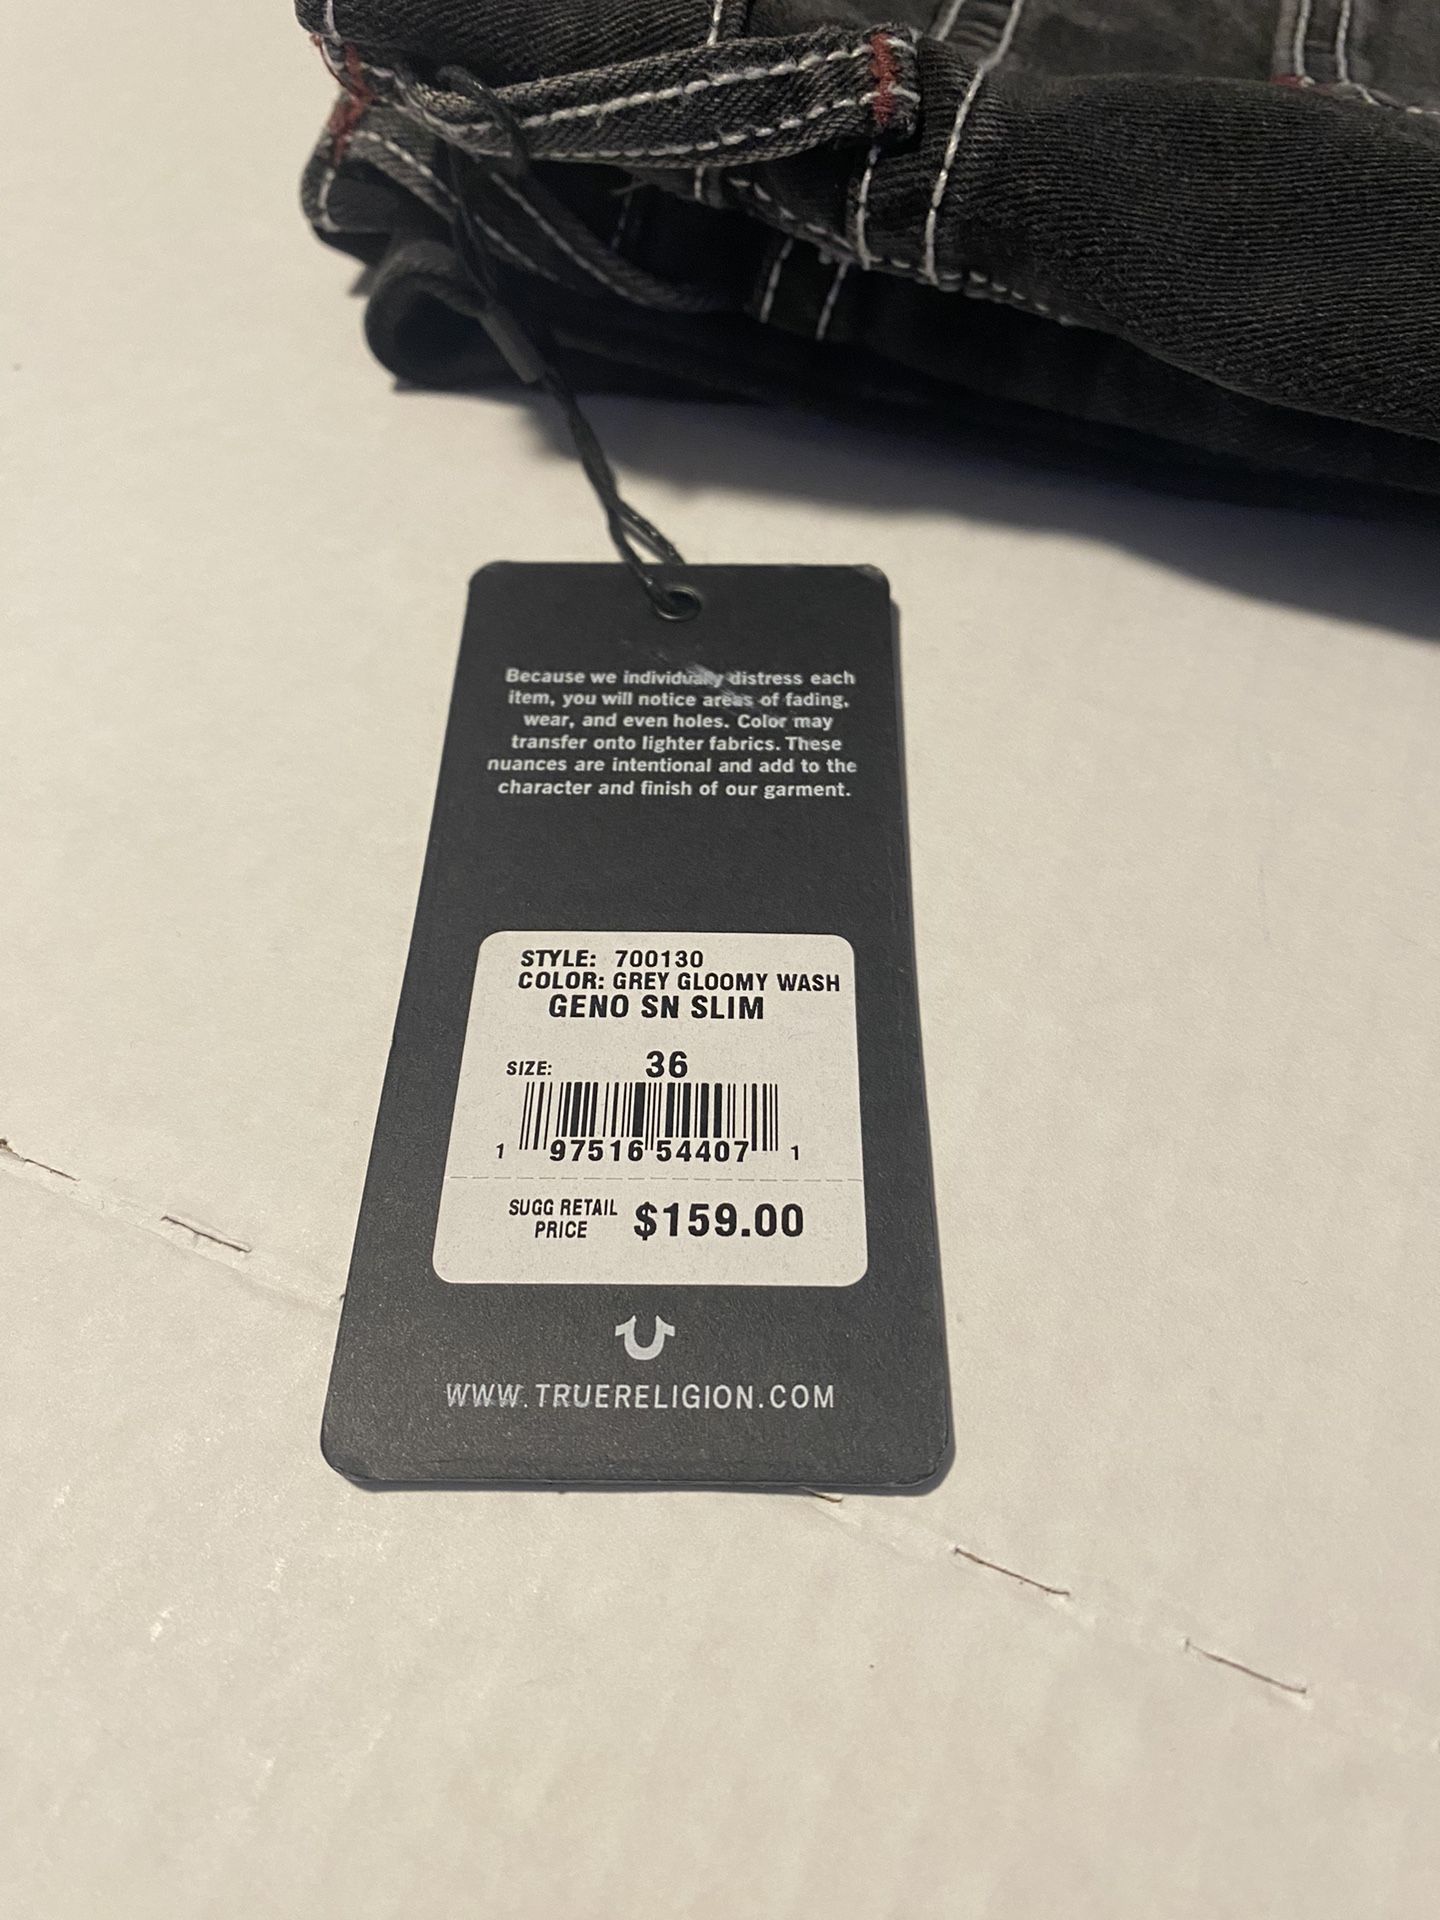 Because we individually distress each
item, you will notice areas of fading,
wear, and even holes. Color may
transfer onto lighter fabrics. These
nuances are intentional and add to the
character and finish of our garment.
STYLE: 700130
COLOR: GREY GLOOMY WASH
GENO SN SLIM
SIZE: 36
1 97516 54407 1
SUGG RETAIL
PRICE $159.00
WWW.TRUERELIGION.COM